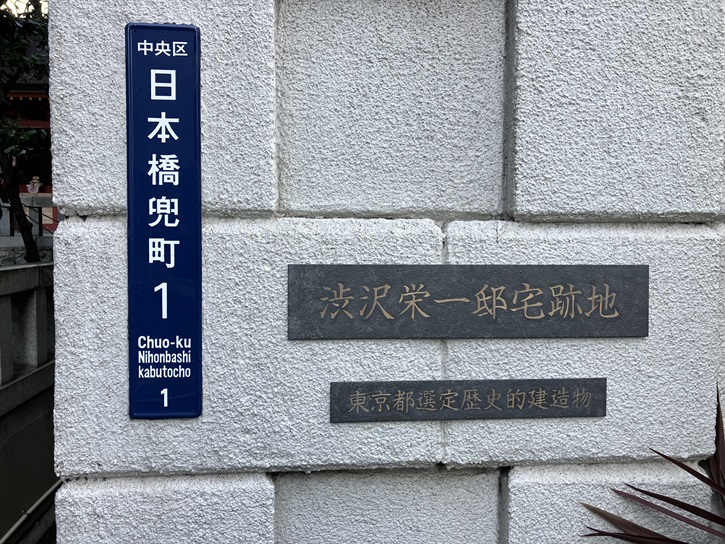 中央区
日本橋兜町
1
Chuo-ku
Nihonbashi
kabutocho
1
渋沢栄一邸宅跡地
東京都選定歴史的建造物